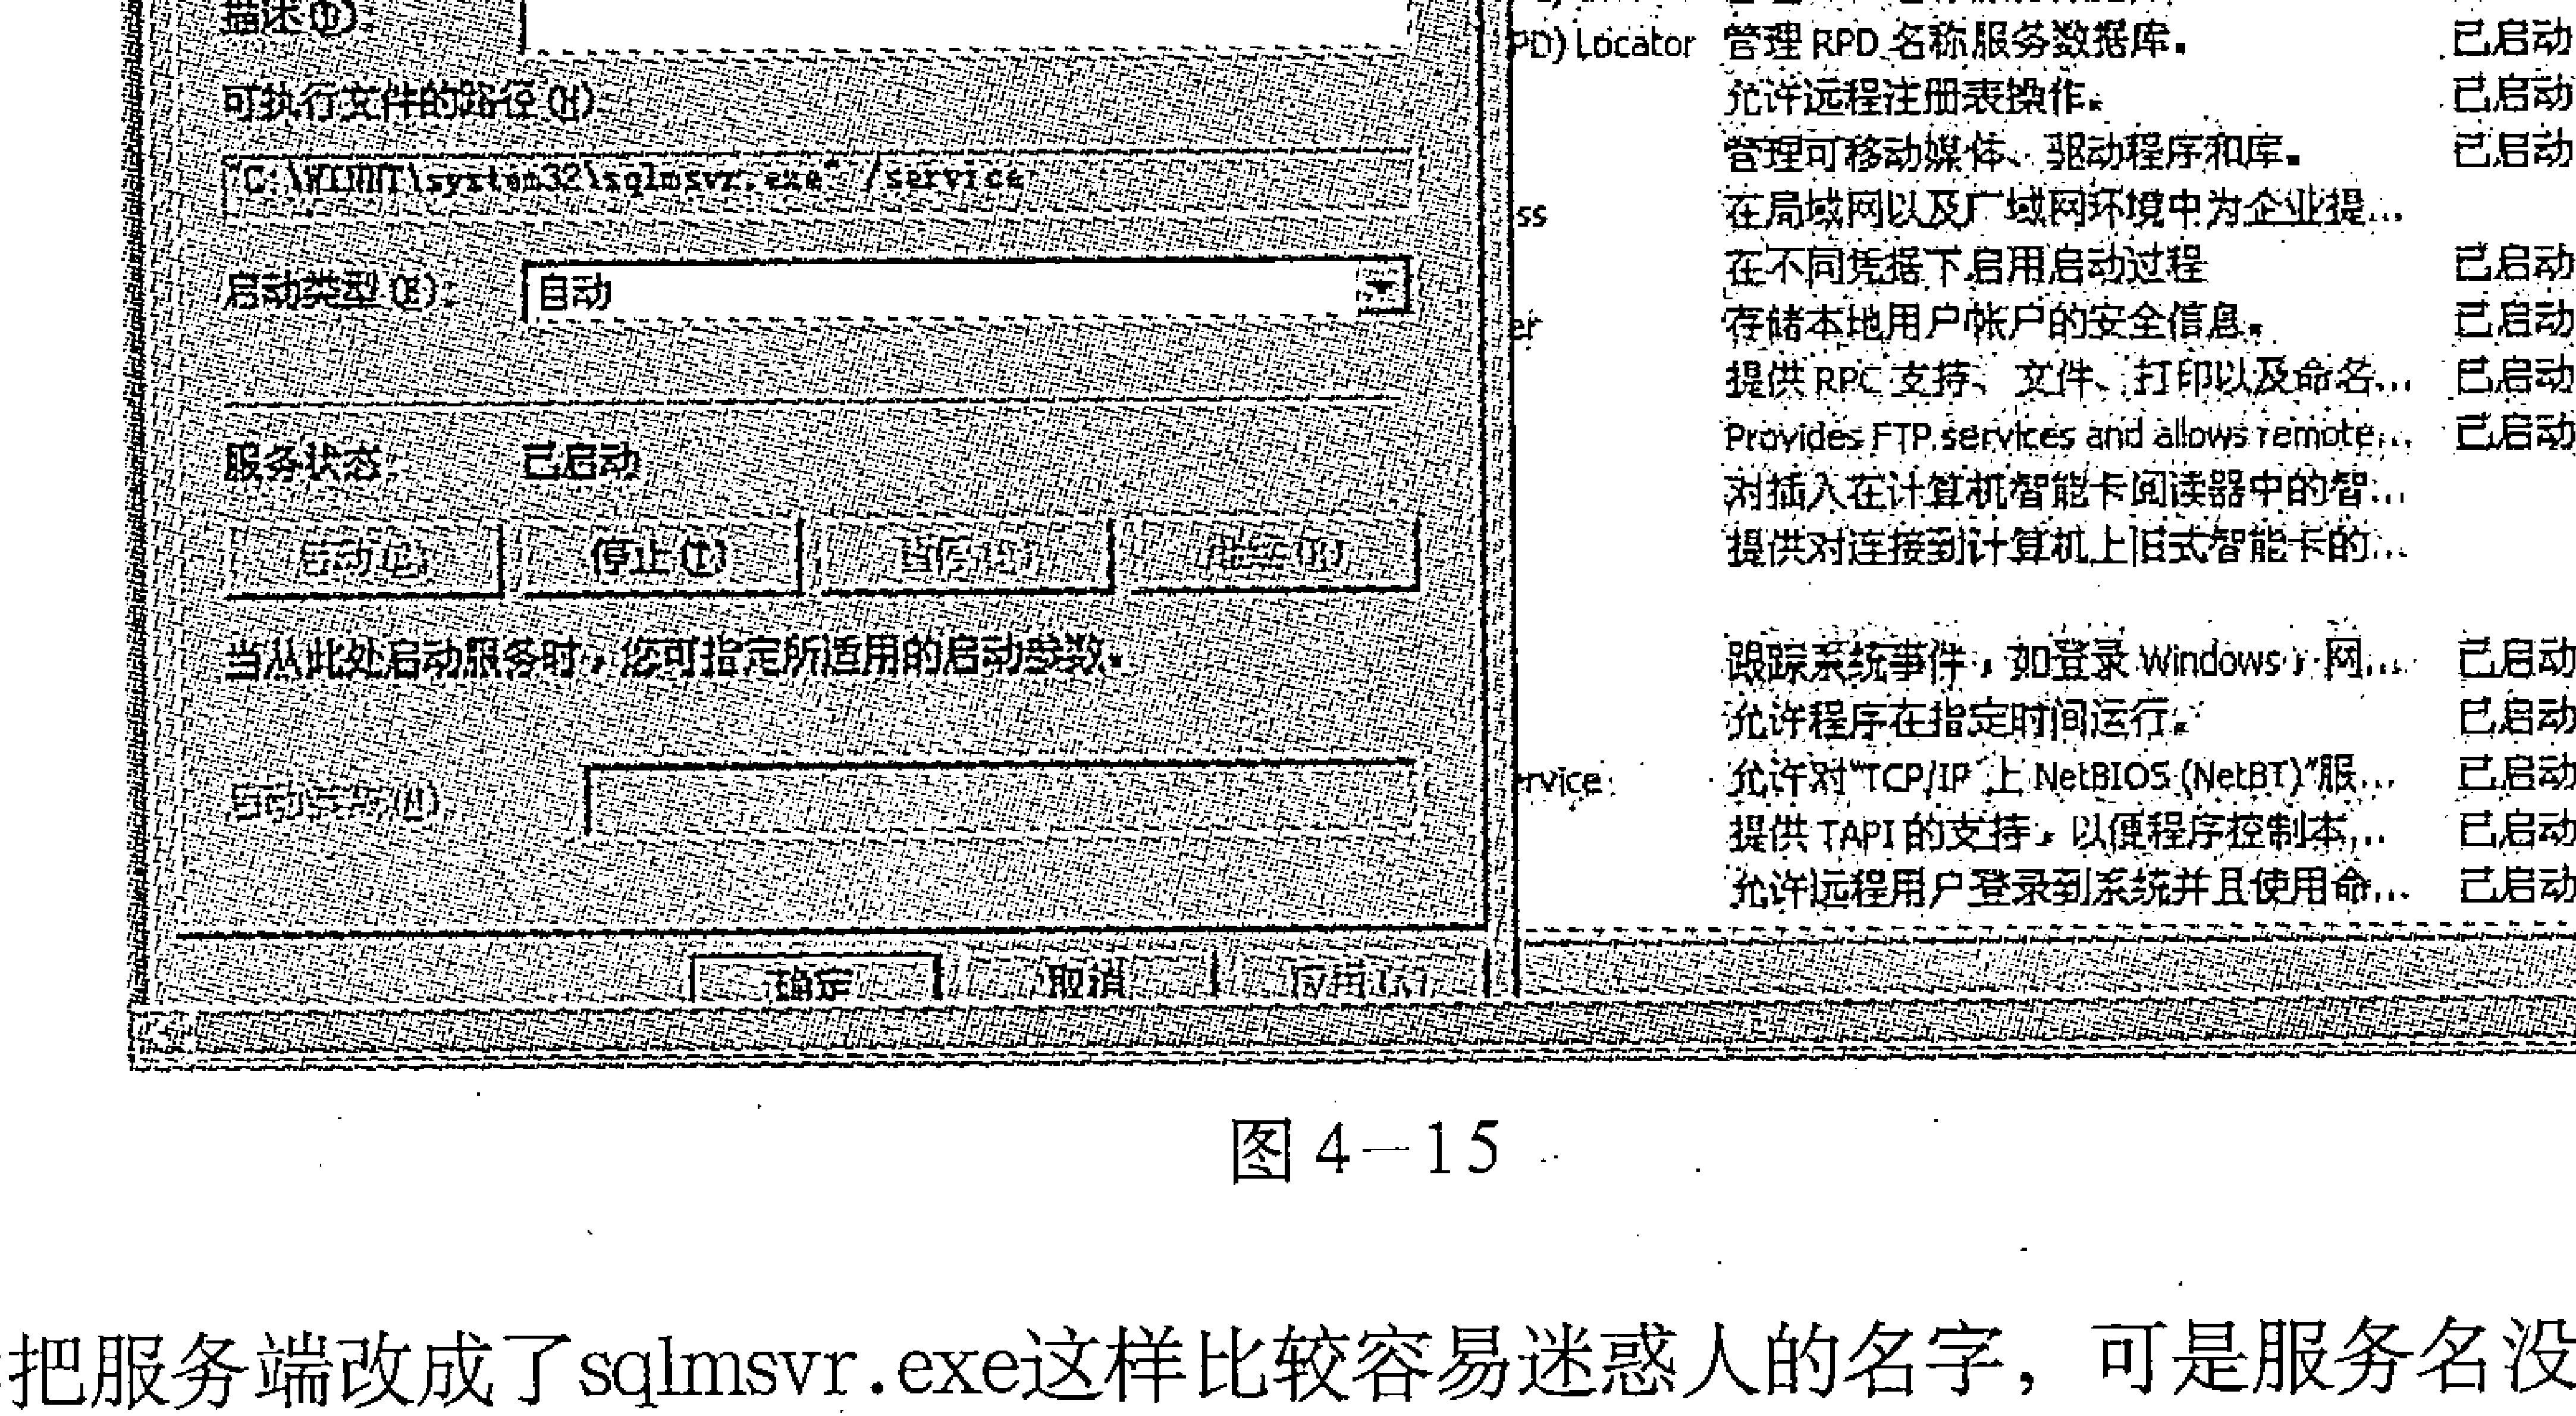 描述(D):
可执行文件的路径(H):
"C:\WINNT\system32\sqlmsvr.exe" /service
启动类型(E):
自动
服务状态:
已启动
停止(T)
当从此处启动服务时，您可指定所适用的启动参数。
确定
取消
应用(A)
PD) Locator 管理 RPD 名称服务数据库。 已启动
允许远程注册表操作。 已启动
管理可移动媒体、驱动程序和库。 已启动
ss 在局域网以及广域网环境中为企业提...
在不同凭据下启用启动过程 已启动
er 存储本地用户帐户的安全信息。 已启动
提供 RPC 支持、文件、打印以及命名... 已启动
Provides FTP services and allows remote... 已启动
对插入在计算机智能卡阅读器中的智...
提供对连接到计算机上旧式智能卡的...
跟踪系统事件，如登录 Windows，网... 已启动
允许程序在指定时间运行。 已启动
ervice 允许对“TCP/IP 上 NetBIOS (NetBT)”服... 已启动
提供 TAPI 的支持，以便程序控制本... 已启动
允许远程用户登录到系统并且使用命... 已启动
图 4－15
把服务端改成了sqlmsvr.exe这样比较容易迷惑人的名字，可是服务名没